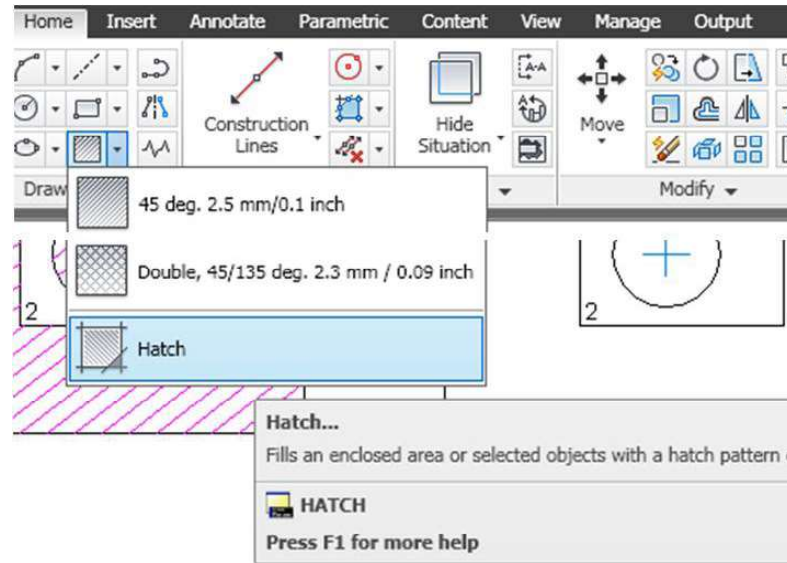 Home Insert Annotate Parametric Content View Manage Output
Construction
Lines
Hide
Situation
Move
Draw
Modify
45 deg. 2.5 mm/0.1 inch
Double, 45/135 deg. 2.3 mm / 0.09 inch
Hatch
2
2
Hatch...
Fills an enclosed area or selected objects with a hatch pattern
HATCH
Press F1 for more help